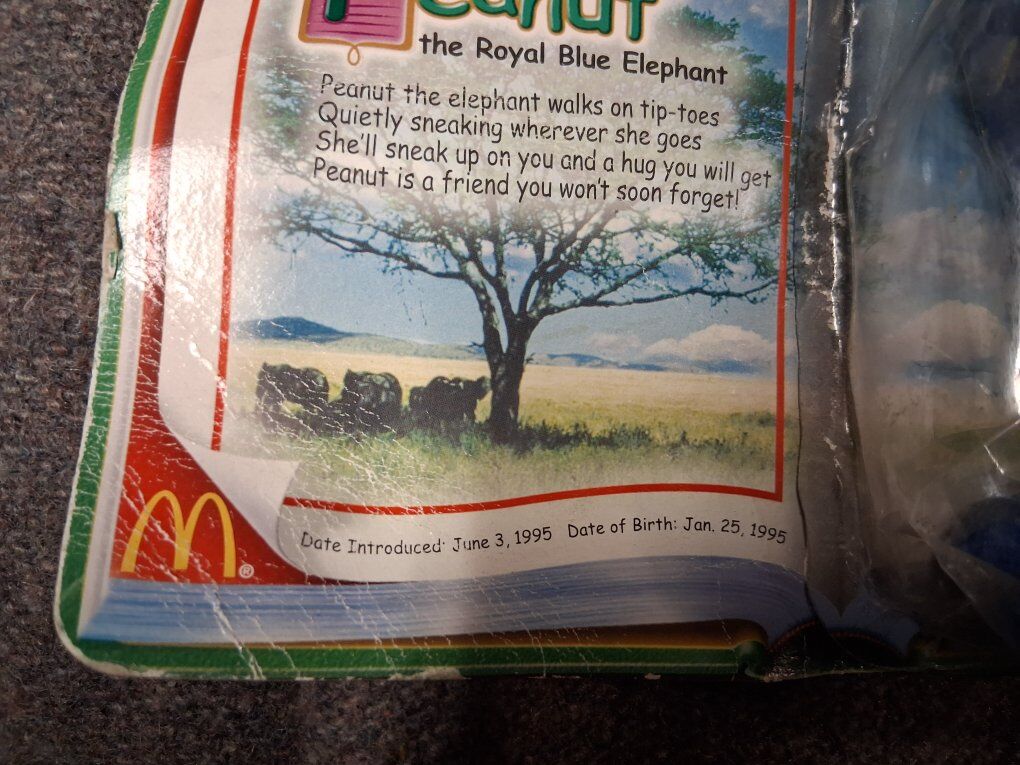 Peanut
the Royal Blue Elephant
Peanut the elephant walks on tip-toes
Quietly sneaking wherever she goes
She'll sneak up on you and a hug you will get
Peanut is a friend you won't soon forget!
Date Introduced: June 3, 1995 Date of Birth: Jan. 25, 1995
M®